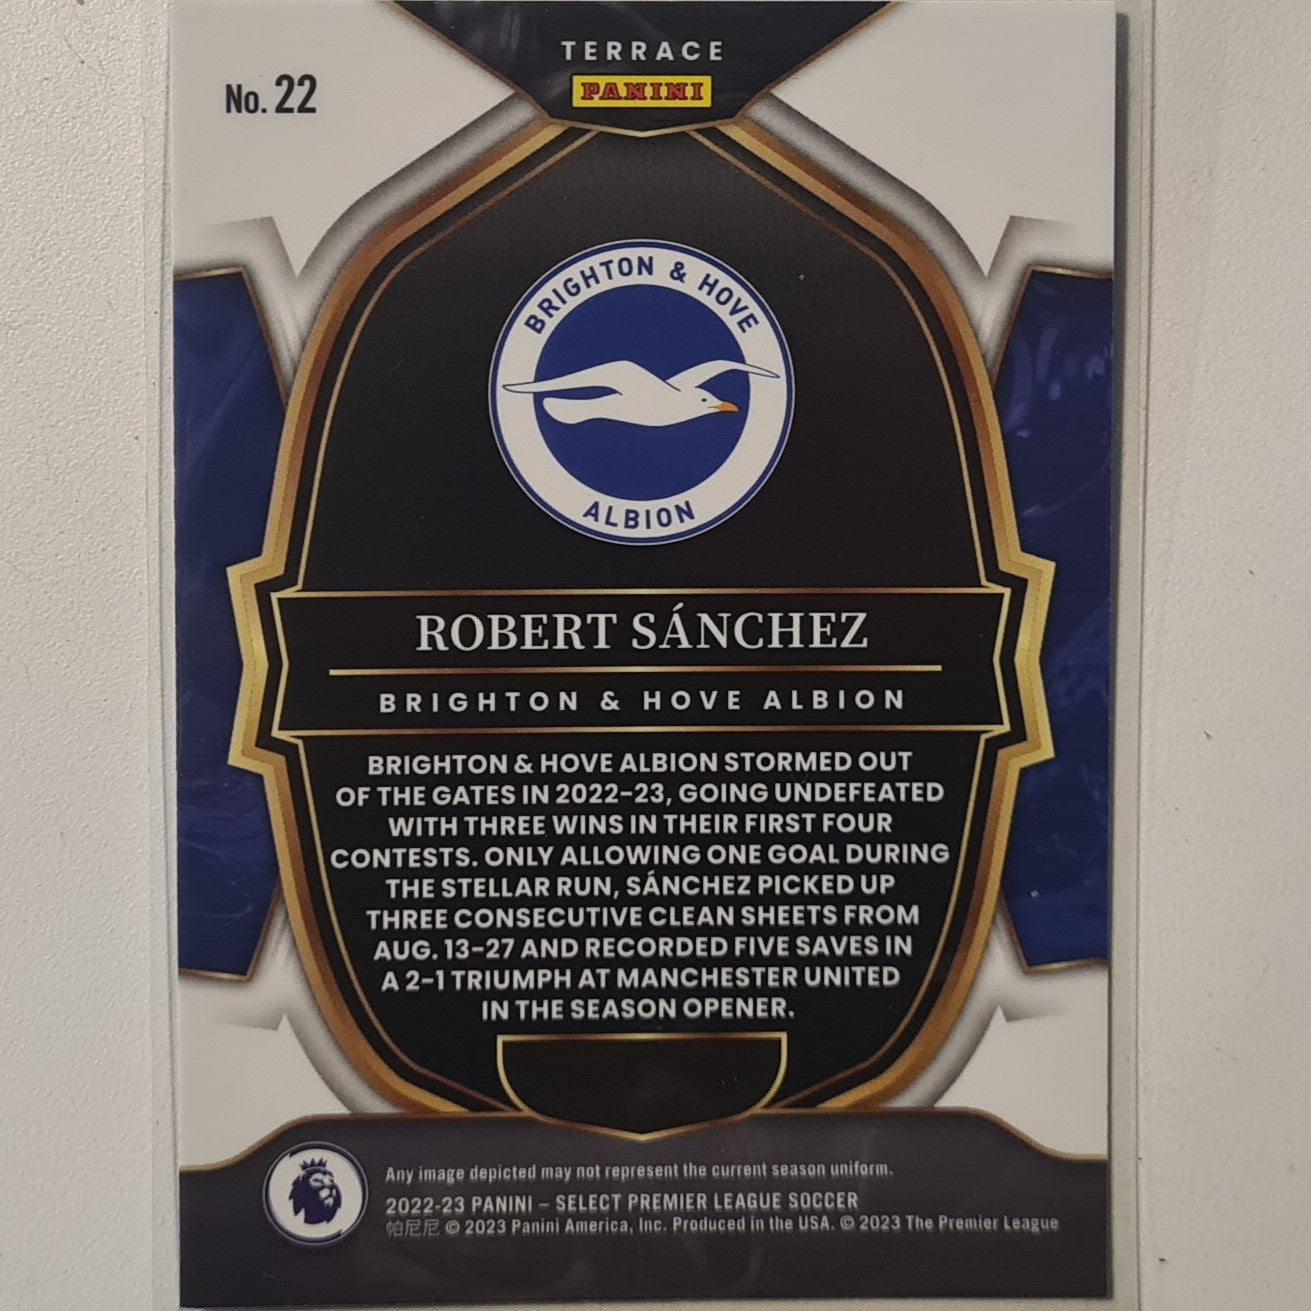 TERRACE
PANINI
No. 22
BRIGHTON & HOVE
ALBION
ROBERT SÁNCHEZ
BRIGHTON & HOVE ALBION
BRIGHTON & HOVE ALBION STORMED OUT
OF THE GATES IN 2022-23, GOING UNDEFEATED
WITH THREE WINS IN THEIR FIRST FOUR
CONTESTS. ONLY ALLOWING ONE GOAL DURING
THE STELLAR RUN, SÁNCHEZ PICKED UP
THREE CONSECUTIVE CLEAN SHEETS FROM
AUG. 13-27 AND RECORDED FIVE SAVES IN
A 2-1 TRIUMPH AT MANCHESTER UNITED
IN THE SEASON OPENER.
Any image depicted may not represent the current season uniform.
2022-23 PANINI – SELECT PREMIER LEAGUE SOCCER
帕尼尼 © 2023 Panini America, Inc. Produced in the USA. © 2023 The Premier League